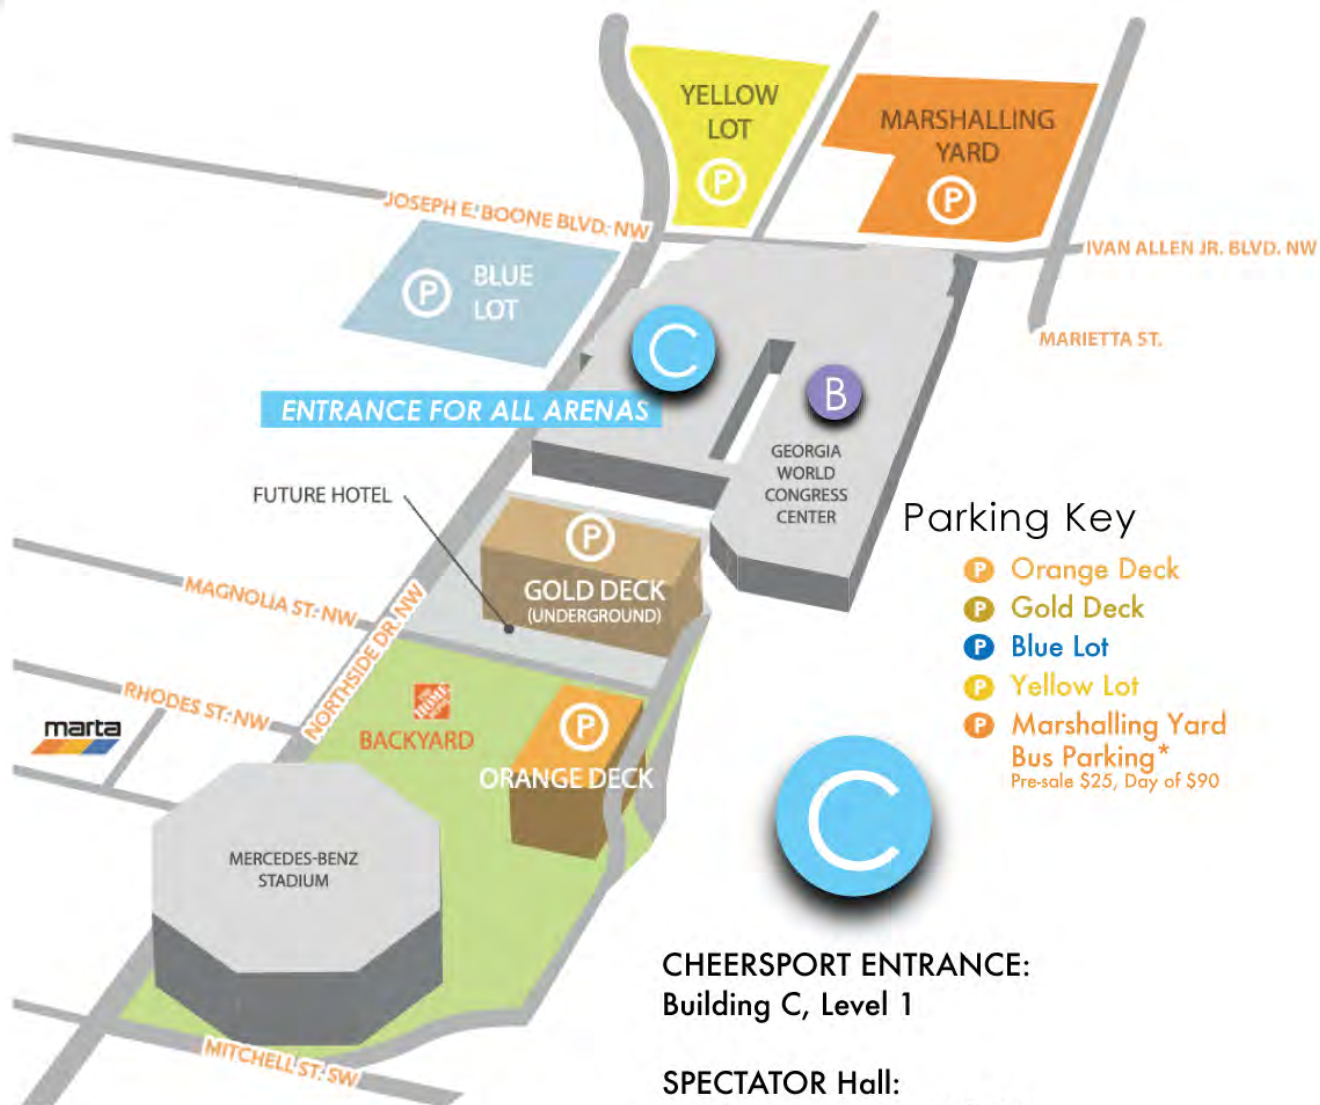 YELLOW
LOT
P
MARSHALLING
YARD
P
JOSEPH E. BOONE BLVD. NW
IVAN ALLEN JR. BLVD. NW
P
BLUE
LOT
C
MARIETTA ST.
B
ENTRANCE FOR ALL ARENAS
GEORGIA
WORLD
CONGRESS
CENTER
FUTURE HOTEL
P
GOLD DECK
(UNDERGROUND)
Parking Key
P Orange Deck
P Gold Deck
P Blue Lot
P Yellow Lot
P Marshalling Yard
Bus Parking*
Pre-sale $25, Day of $90
MAGNOLIA ST. NW
NORTHSIDE DR. NW
RHODES ST. NW
marta
THE HOME DEPOT
BACKYARD
P
ORANGE DECK
MERCEDES-BENZ
STADIUM
C
MITCHELL ST. SW
CHEERSPORT ENTRANCE:
Building C, Level 1
SPECTATOR Hall: